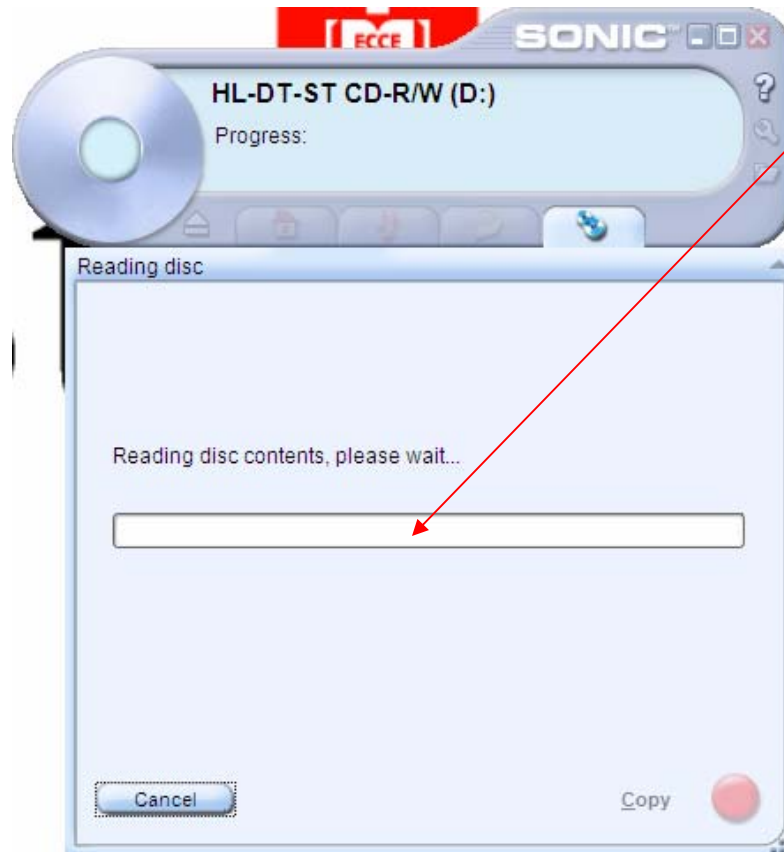 ECCE
SONIC
HL-DT-ST CD-R/W (D:)
Progress:
Reading disc
Reading disc contents, please wait...
Cancel
Copy